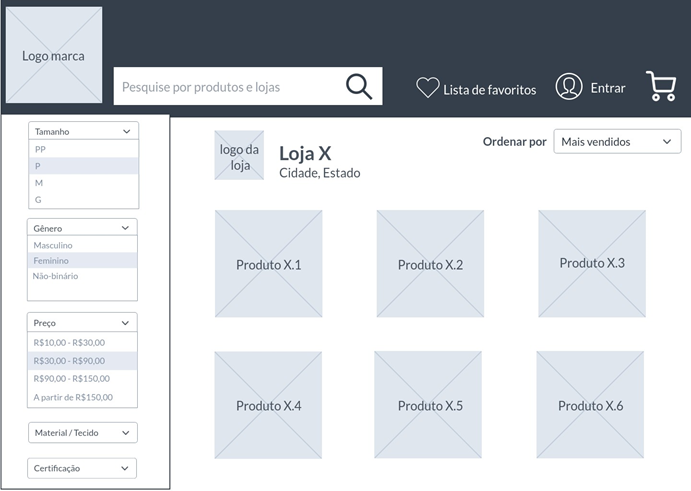 Logo marca
Pesquise por produtos e lojas
Lista de favoritos
Entrar
Tamanho
PP
P
M
G
Gênero
Masculino
Feminino
Não-binário
Preço
R$10,00 - R$30,00
R$30,00 - R$90,00
R$90,00 - R$150,00
A partir de R$150,00
Material / Tecido
Certificação
logo da
loja
Loja X
Cidade, Estado
Ordenar por
Mais vendidos
Produto X.1
Produto X.2
Produto X.3
Produto X.4
Produto X.5
Produto X.6